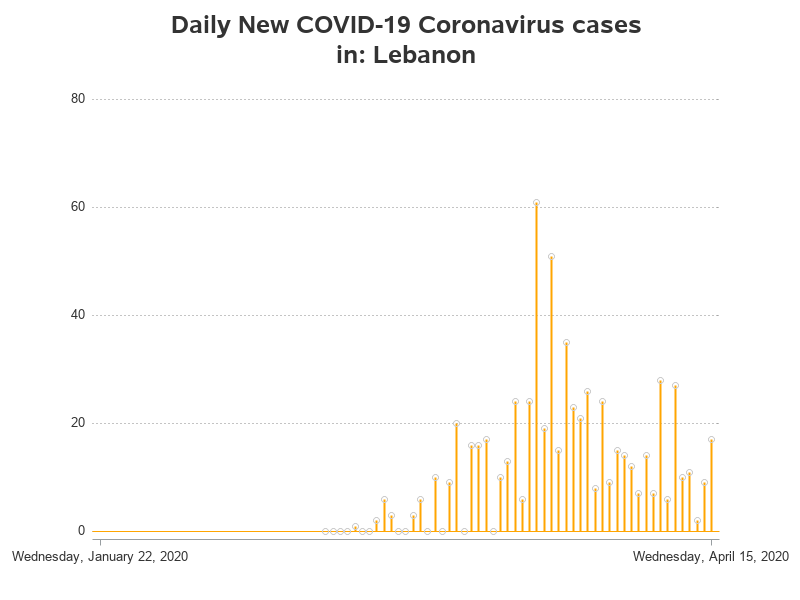 Daily New COVID-19 Coronavirus cases
in: Lebanon
80
60
40
20
0
Wednesday, January 22, 2020
Wednesday, April 15, 2020